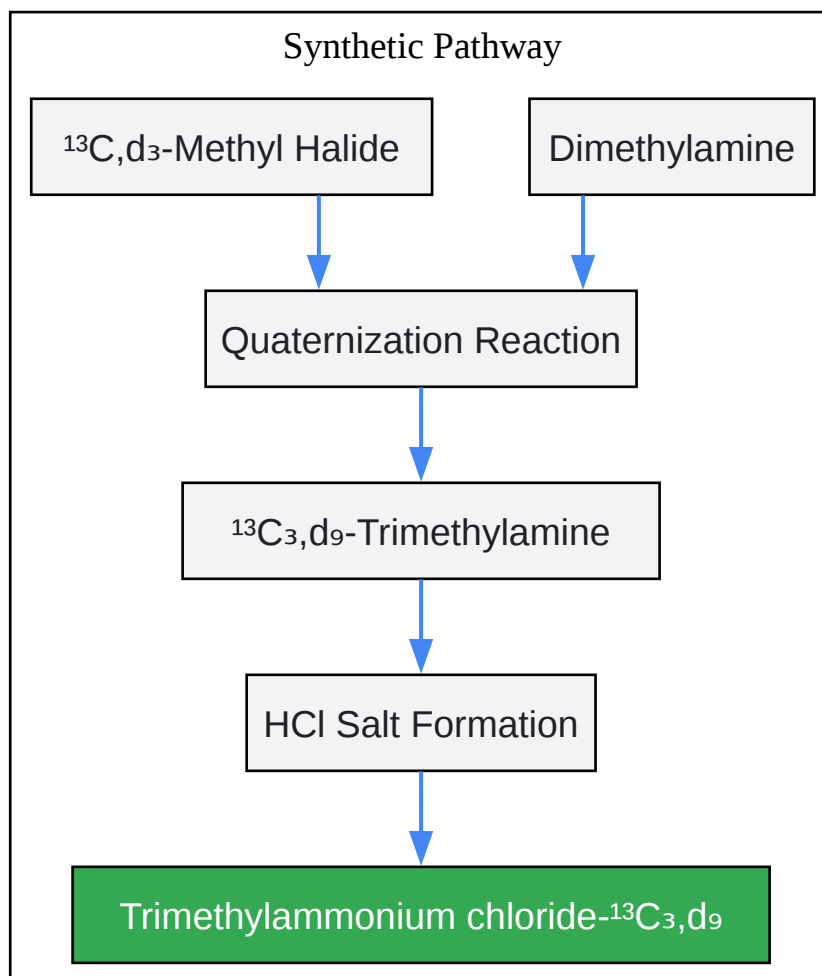 Synthetic Pathway
¹³C,d₃-Methyl Halide
Dimethylamine
Quaternization Reaction
¹³C₃,d₉-Trimethylamine
HCl Salt Formation
Trimethylammonium chloride-¹³C₃,d₉